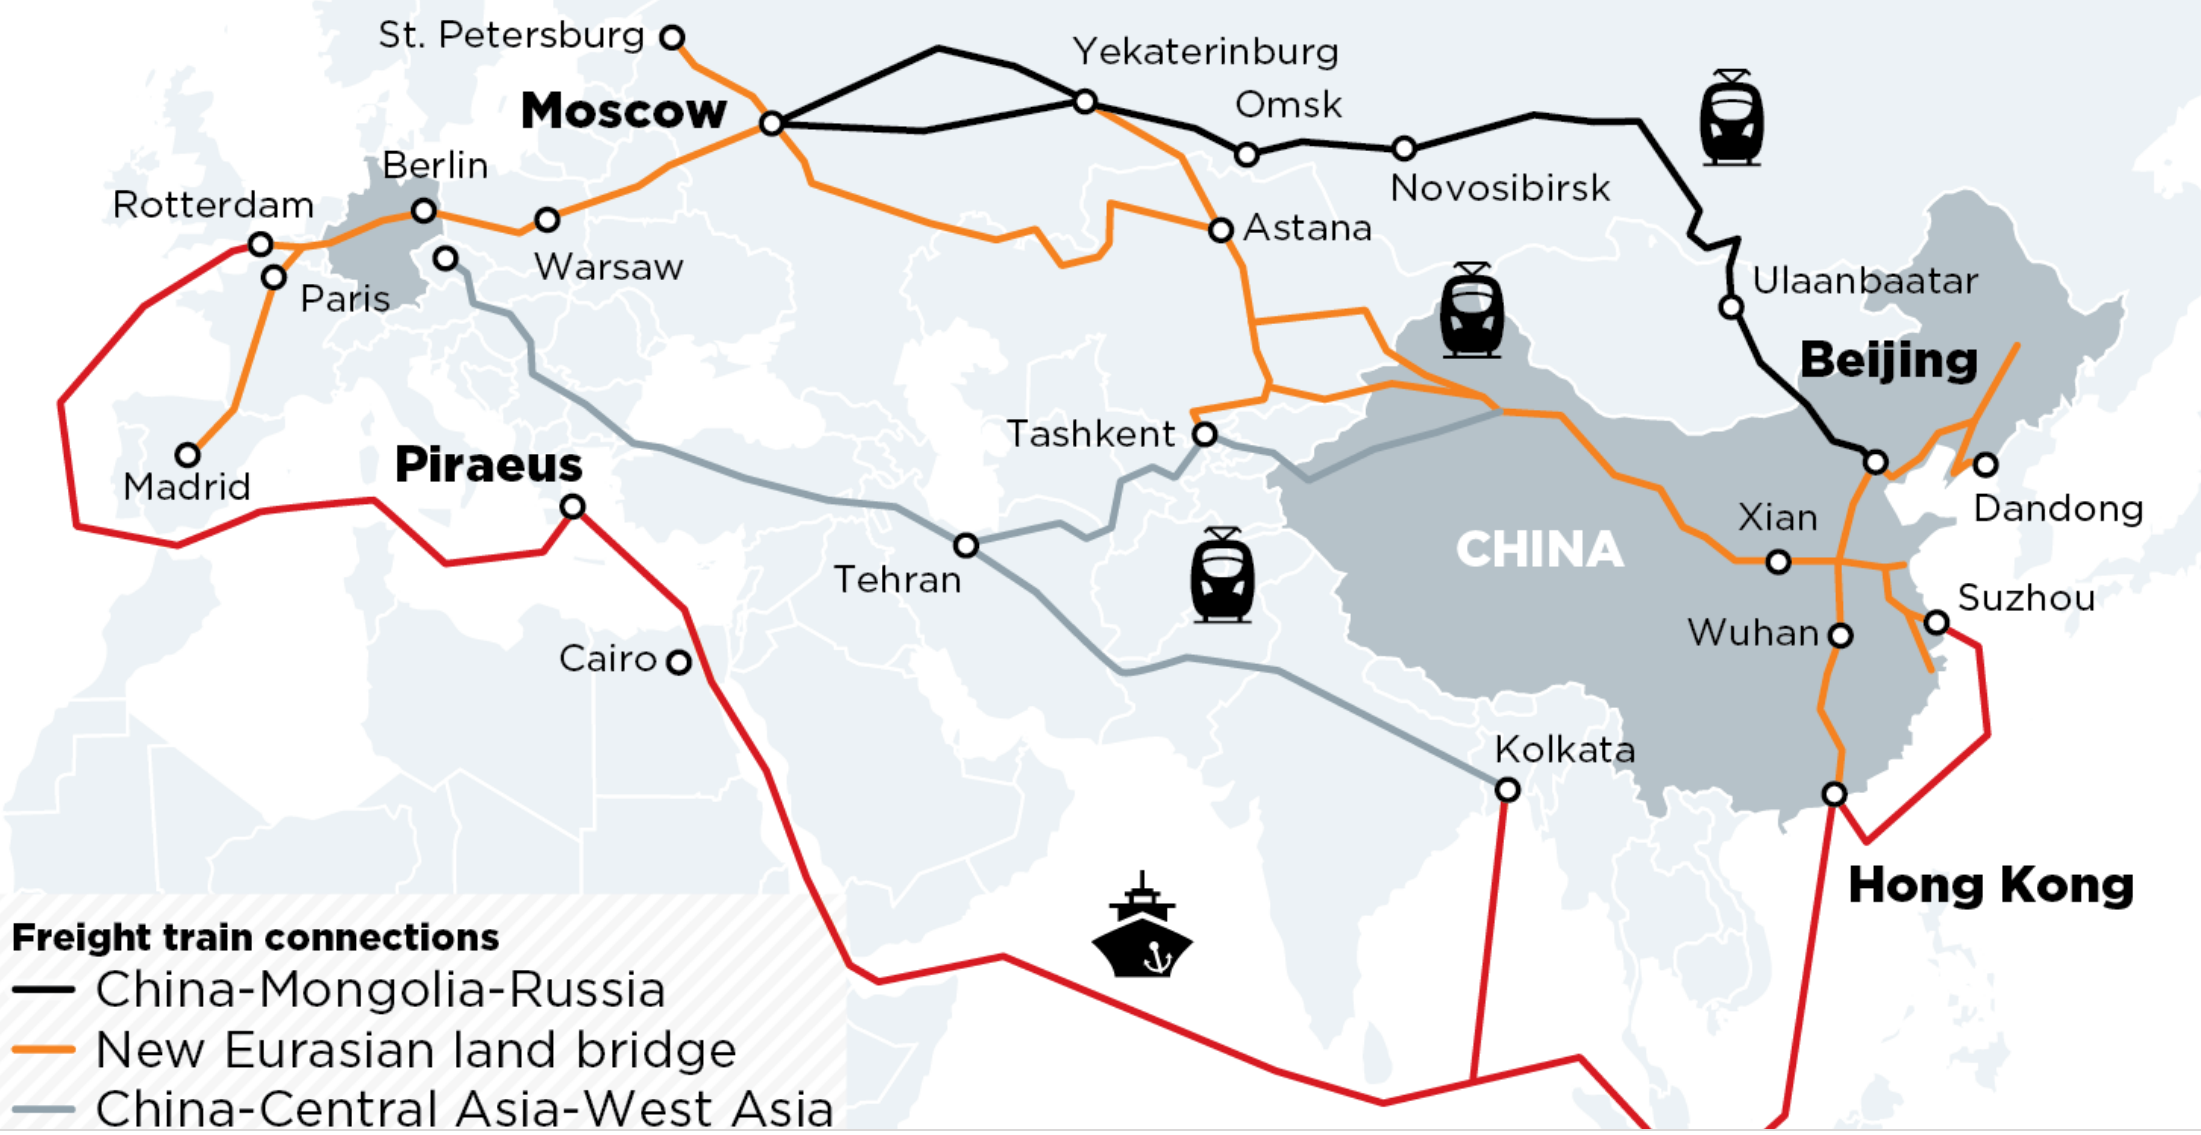 St. Petersburg
Yekaterinburg
Moscow
Omsk
Berlin
Novosibirsk
Rotterdam
Astana
Warsaw
Paris
Ulaanbaatar
Beijing
Tashkent
Piraeus
Madrid
Dandong
Xian
CHINA
Tehran
Suzhou
Wuhan
Cairo
Kolkata
Hong Kong
Freight train connections
China-Mongolia-Russia
New Eurasian land bridge
China-Central Asia-West Asia